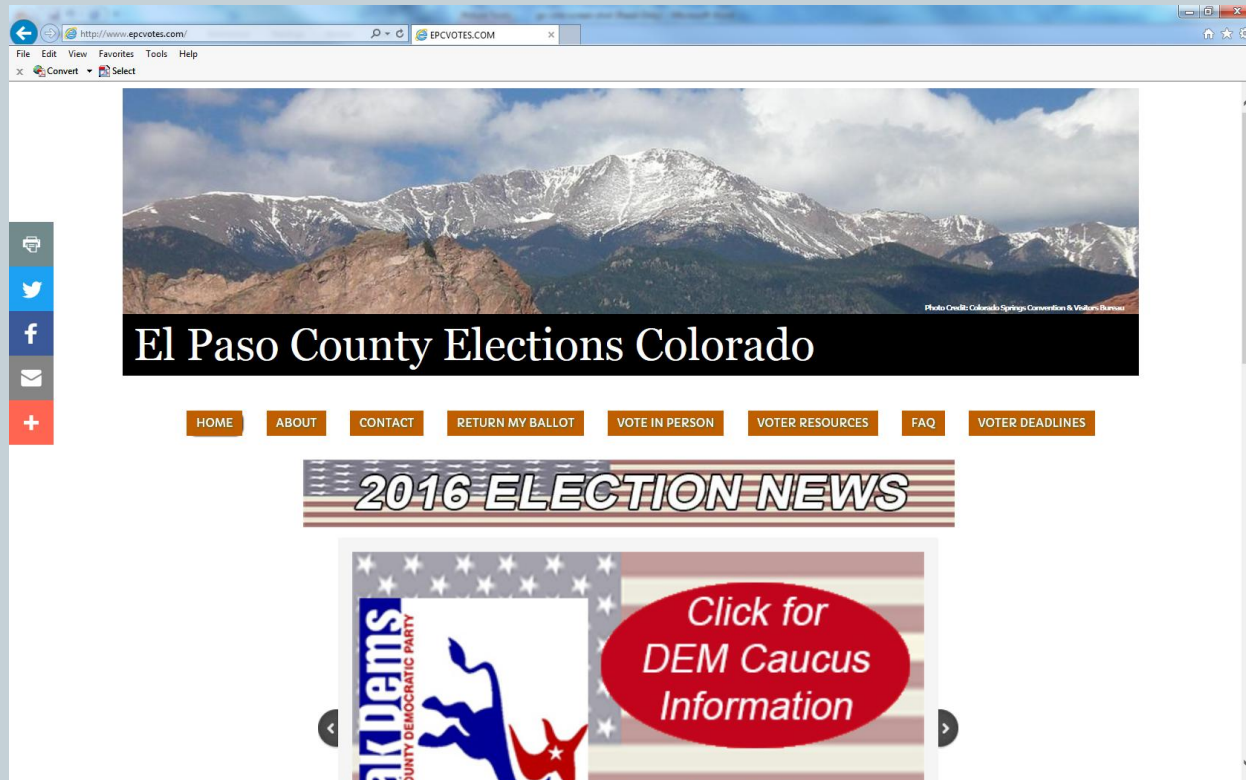 http://www.epcvotes.com/
EPCVOTES.COM
File Edit View Favorites Tools Help
x Convert Select
Photo Credit: Colorado Springs Convention & Visitors Bureau
El Paso County Elections Colorado
HOME ABOUT CONTACT RETURN MY BALLOT VOTE IN PERSON VOTER RESOURCES FAQ VOTER DEADLINES
2016 ELECTION NEWS
Click for
DEM Caucus
Information
Dems
DEMOCRATIC PARTY